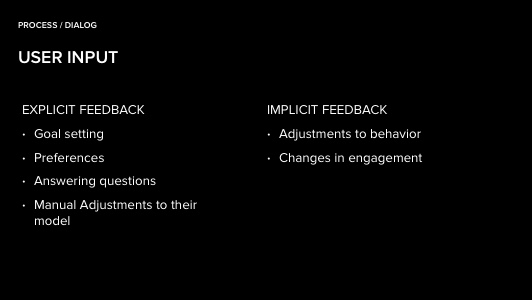 PROCESS / DIALOG
USER INPUT
EXPLICIT FEEDBACK
• Goal setting
• Preferences
• Answering questions
• Manual Adjustments to their
model
IMPLICIT FEEDBACK
• Adjustments to behavior
• Changes in engagement